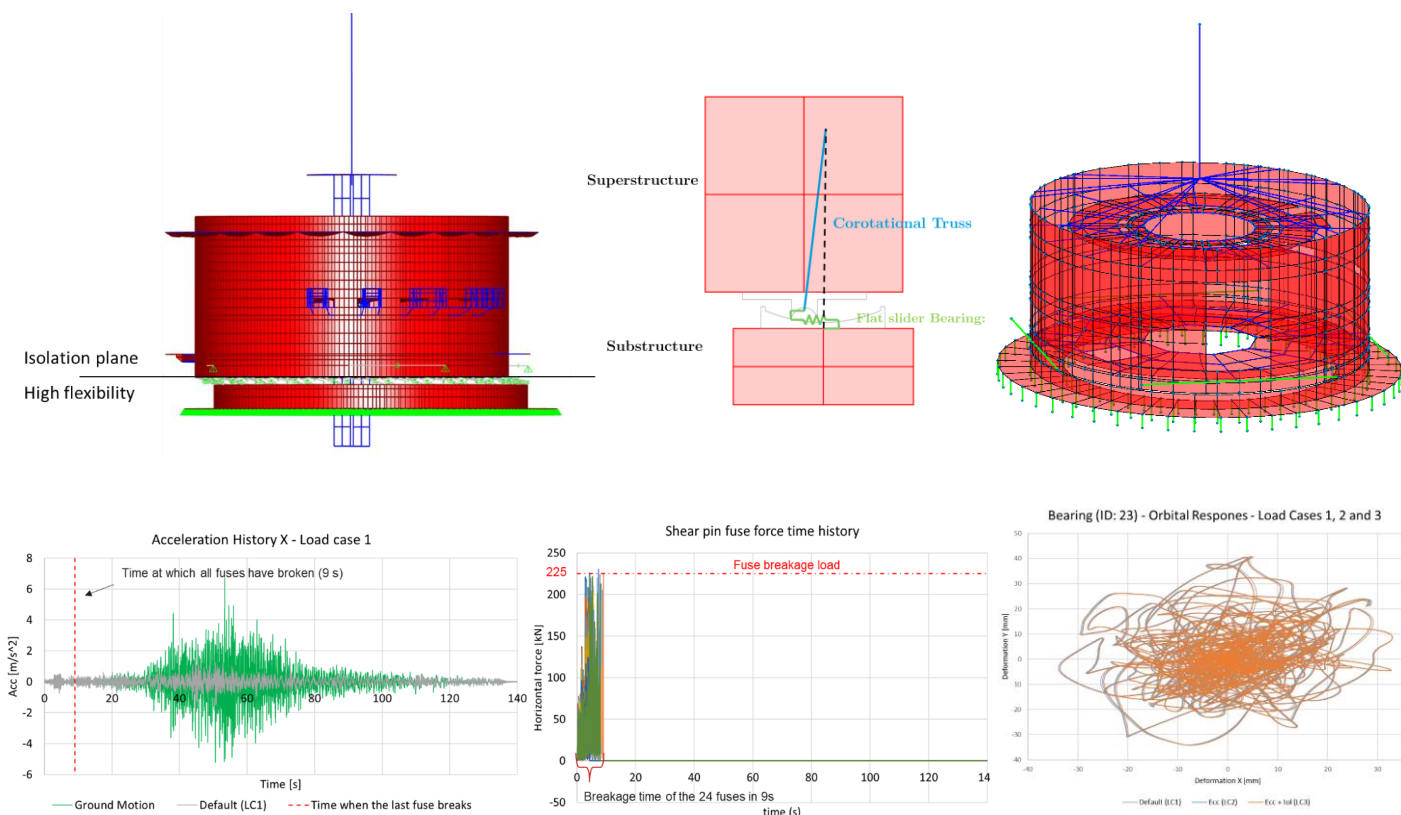 Superstructure
Corotational Truss
Flat slider Bearing:
Substructure
Isolation plane
High flexibility
Acceleration History X - Load case 1
Time at which all fuses have broken (9 s)
Acc [m/s^2]
8
6
4
2
0
-2
-4
-6
0 20 40 60 80 100 120 140
Time [s]
Ground Motion Default (LC1) Time when the last fuse breaks
Shear pin fuse force time history
Fuse breakage load
Horizontal force [kN]
250
225
200
150
100
50
0
-50
0 20 40 60 80 100 120 14
Breakage time of the 24 fuses in 9s
time (s)
Bearing (ID: 23) - Orbital Respones - Load Cases 1, 2 and 3
Deformation Y [mm]
50
40
30
20
10
0
-10
-20
-30
-40
-40 -30 -20 -10 0 10 20 30
Deformation X [mm]
Default (LC1) Ecc (LC2) Ecc + Iol (LC3)